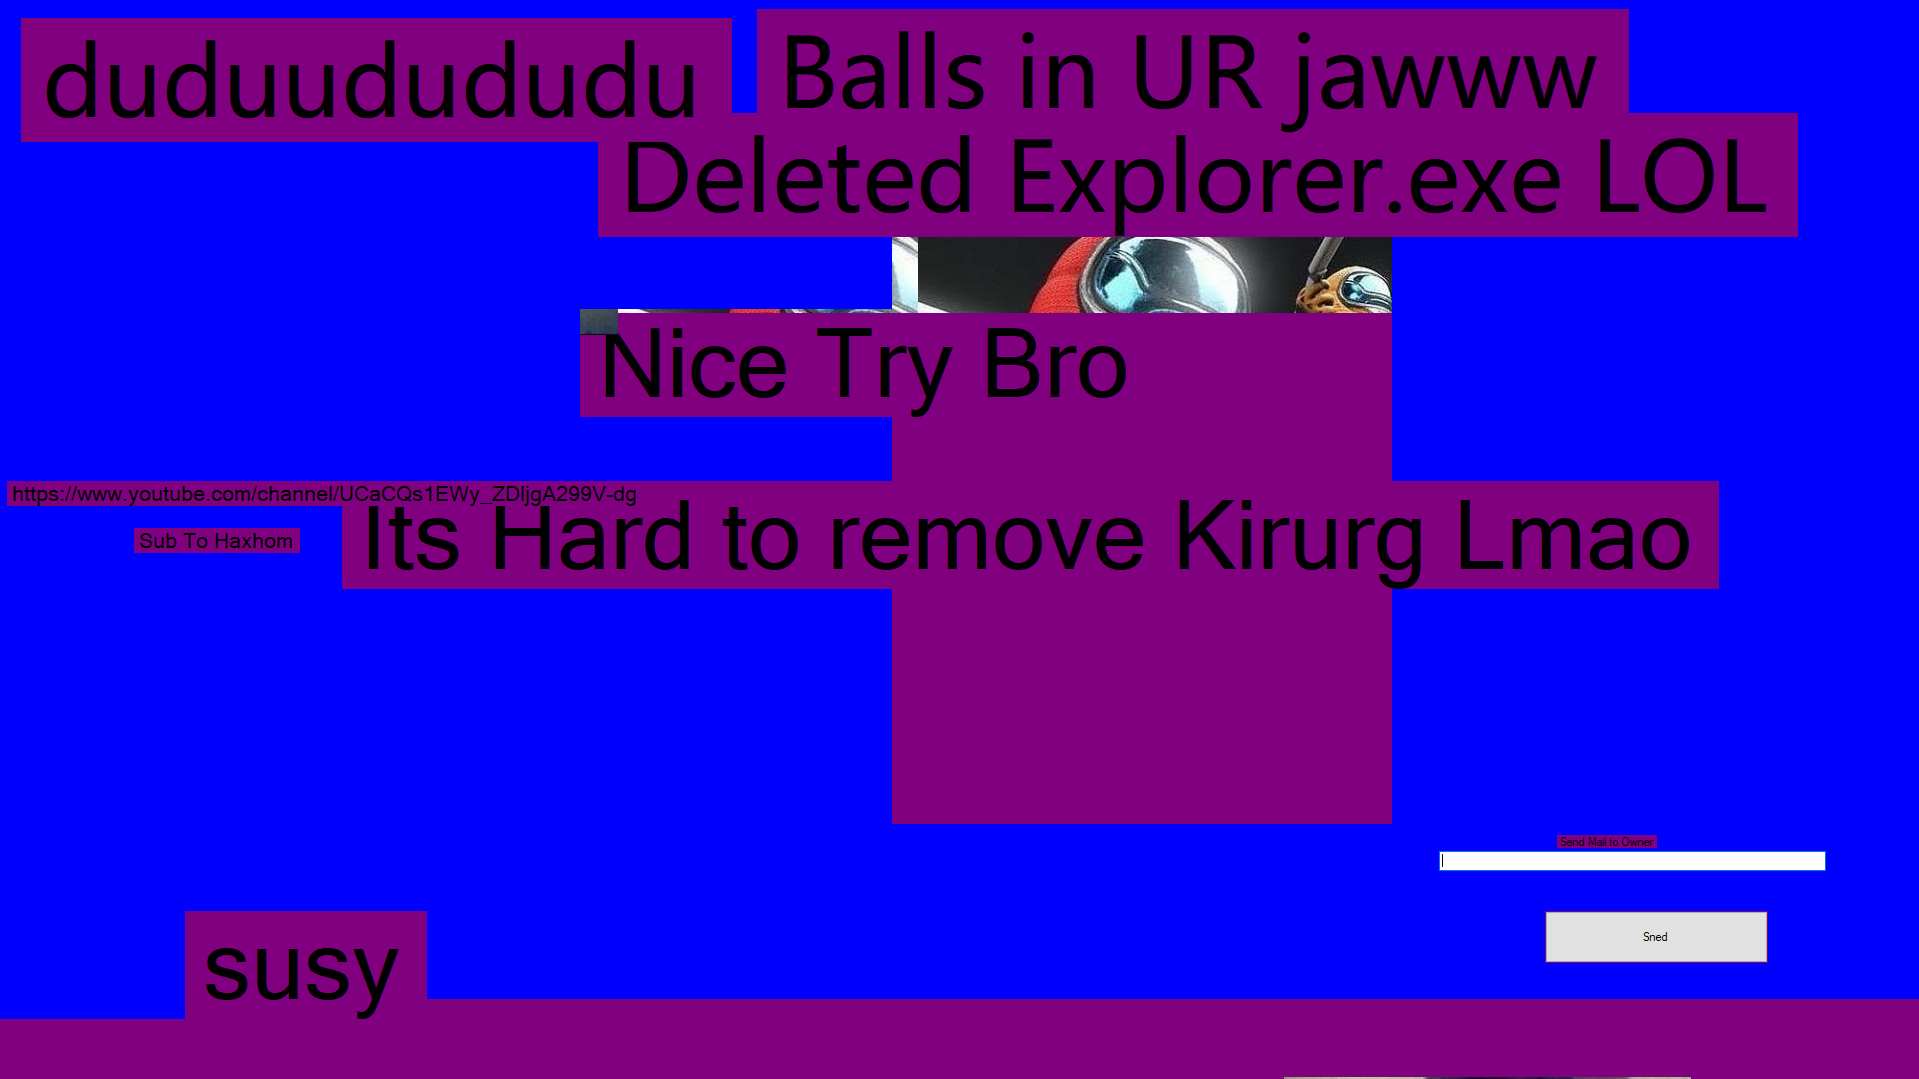 duduudududu
Balls in UR jawww
Deleted Explorer.exe LOL
Nice Try Bro
https://www.youtube.com/channel/UCaCQs1EWy_ZDljgA299V-dg
Its Hard to remove Kirurg Lmao
Sub To Haxhom
Send Mail to Owner
Sned
susy